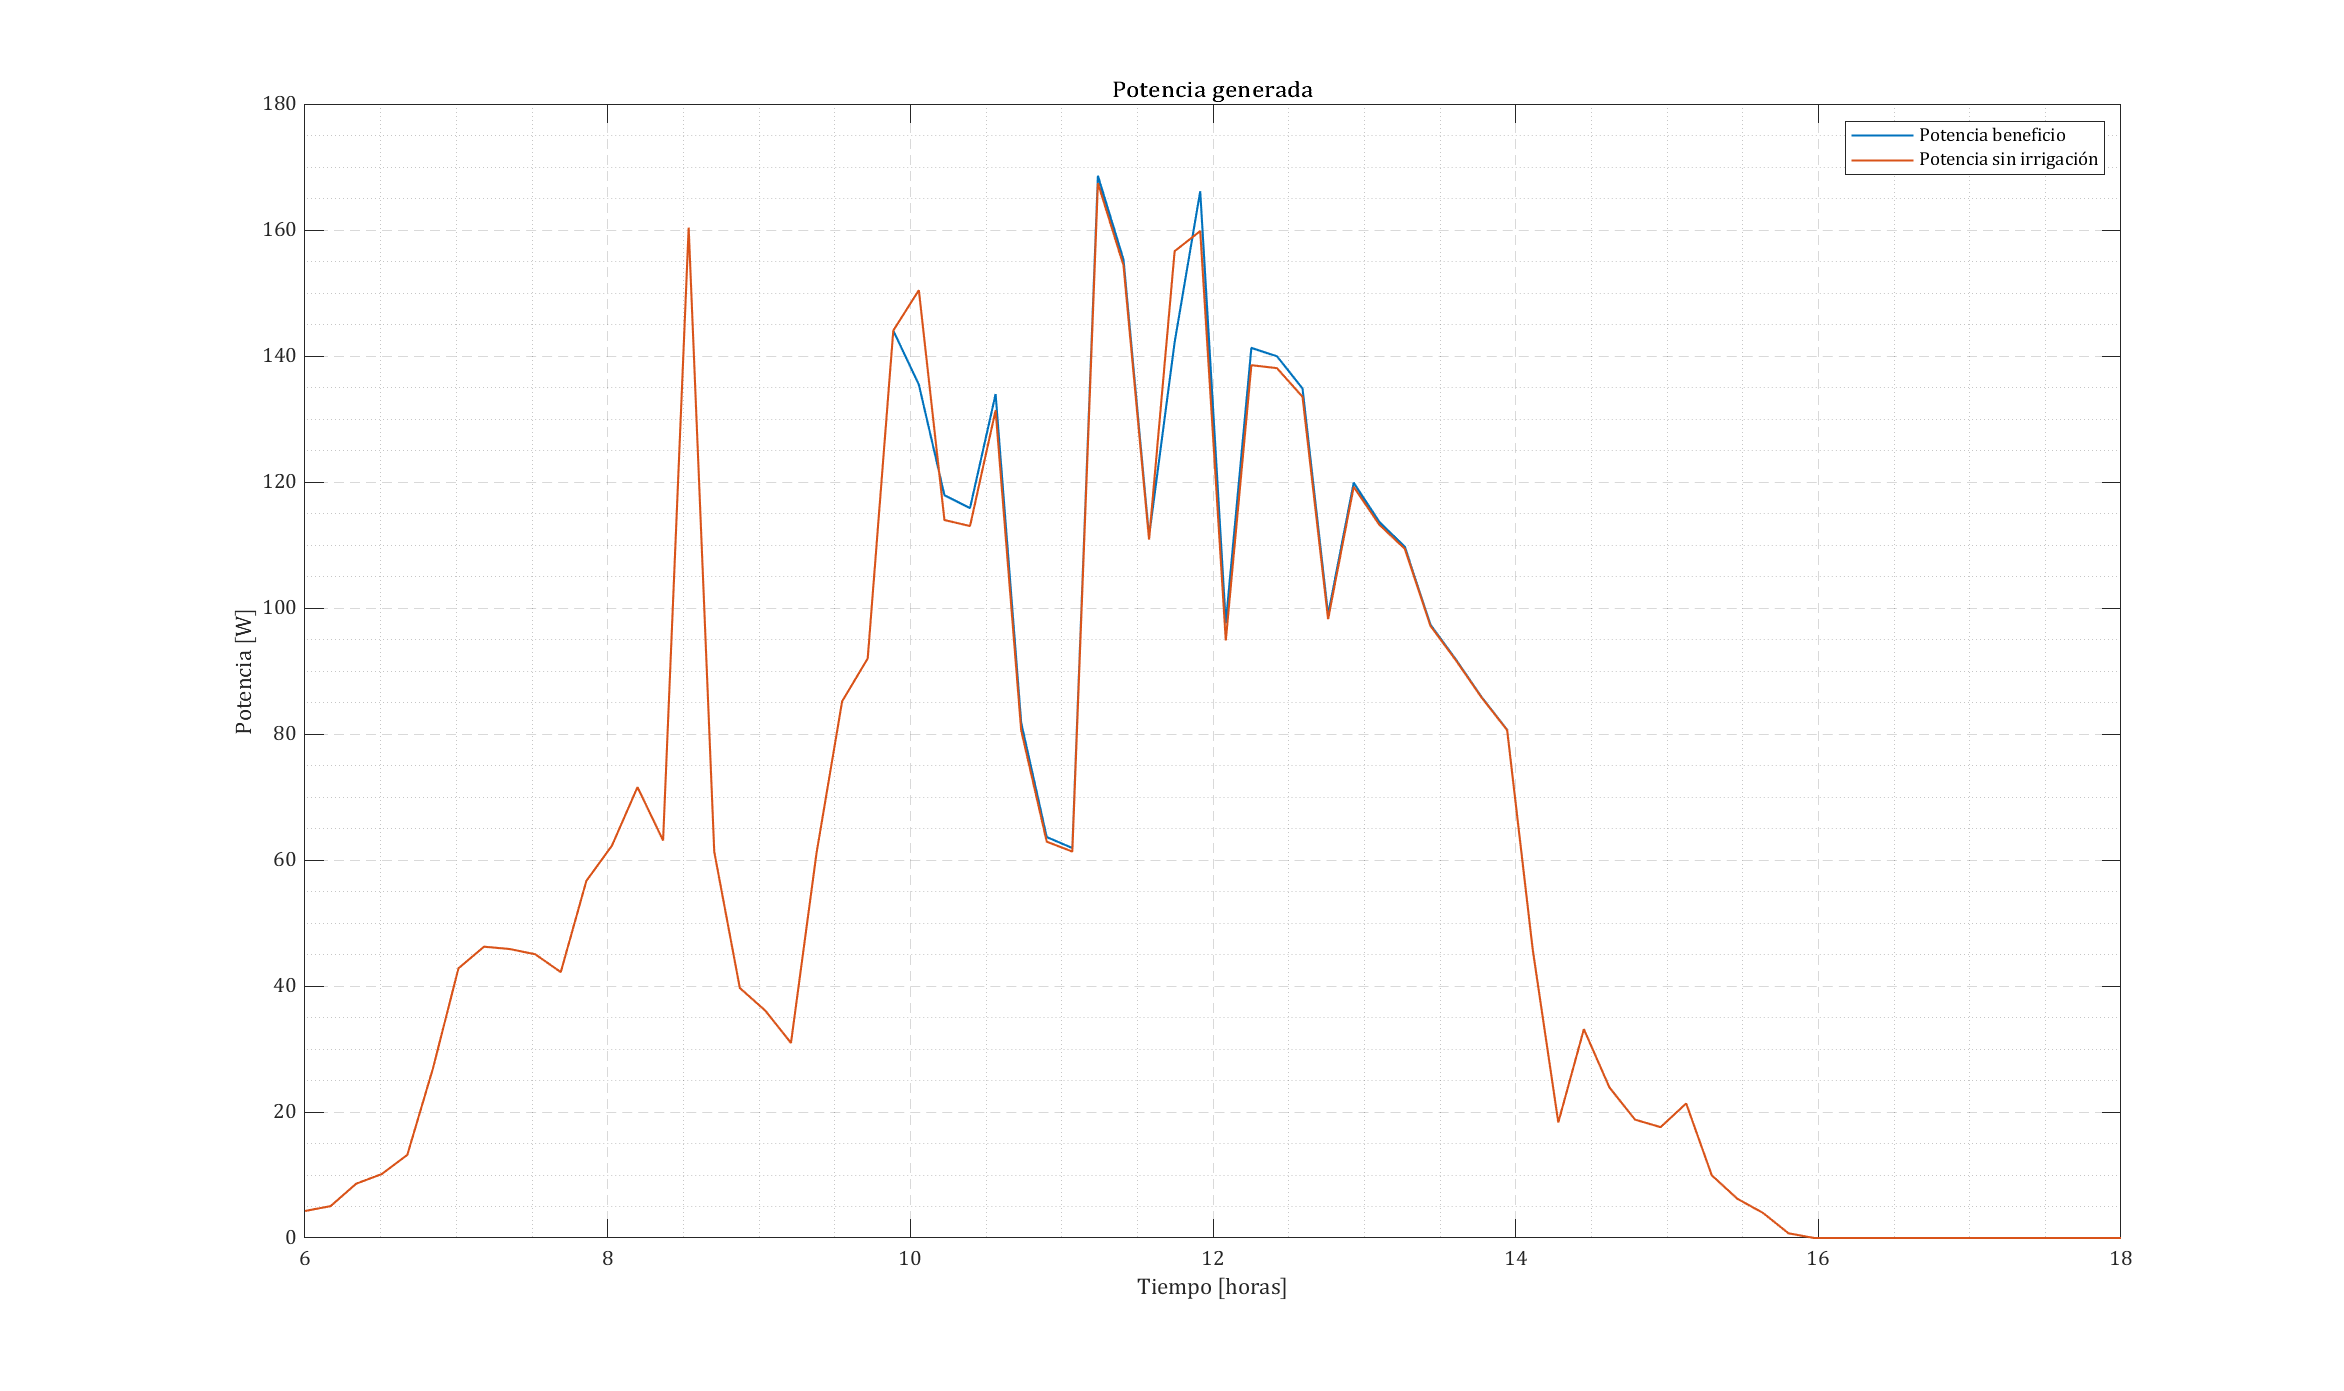 Potencia generada
Potencia beneficio
Potencia sin irrigación
180
160
140
120
100
80
60
40
20
0
Potencia [W]
6 8 10 12 14 16 18
Tiempo [horas]